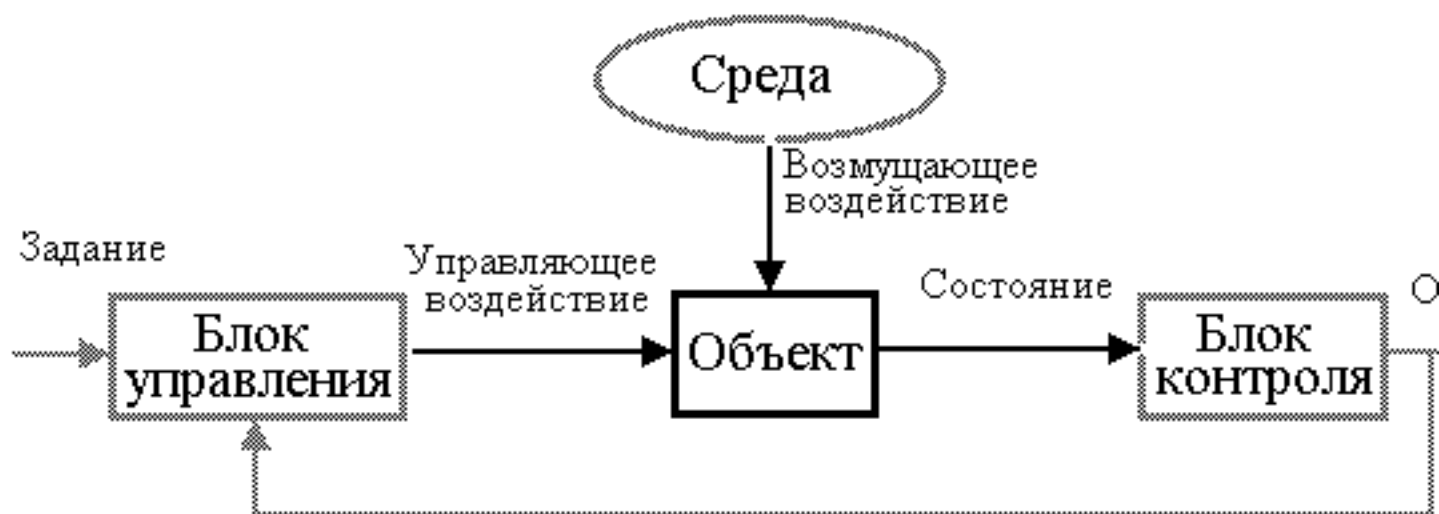 Среда
Возмущающее
воздействие
Задание
Управляющее
воздействие
Состояние
О
Блок
управления
Объект
Блок
контроля